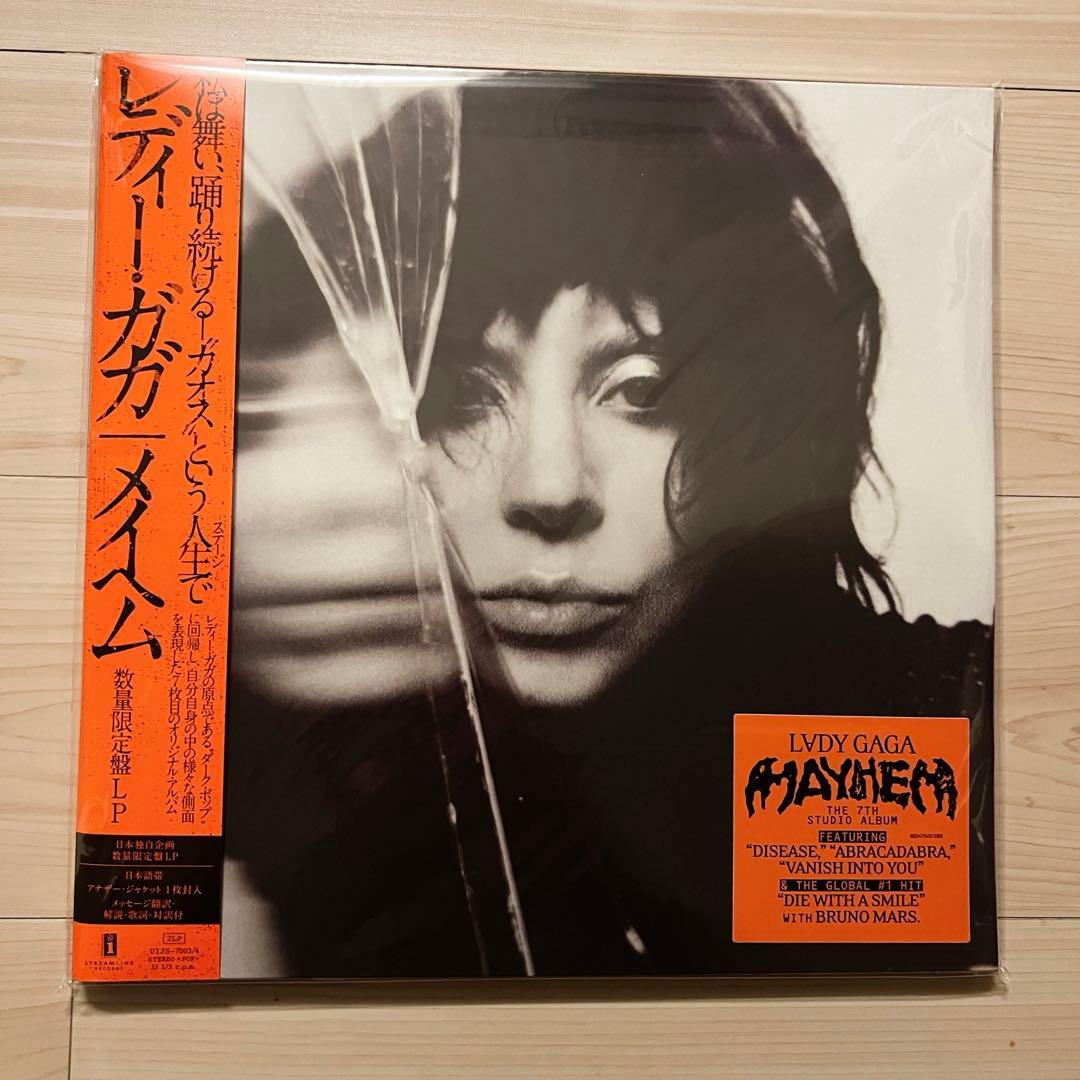 レディー・ガガ|メイヘム
数量限定盤LP
私は舞い、踊り続ける—“カオス”という人生で
ステージ
レディー・ガガの原点である、“ダーク・ポップ”
に回帰し、自分自身の中の様々な側面
を表現した7枚目のオリジナル・アルバム
日本独自企画
数量限定盤LP
日本語帯
アナザー・ジャケット1枚封入
メッセージ翻訳・
解説・歌詞・対訳付
STREAMLINE
RECORDS
2LP
UIJS-7003/4
STEREO <POP>
33 1/3 r.p.m.
LADY GAGA
MAYHEM
THE 7TH
STUDIO ALBUM
FEATURING
“DISEASE,” “ABRACADABRA,”
“VANISH INTO YOU”
& THE GLOBAL #1 HIT
“DIE WITH A SMILE”
WITH BRUNO MARS.